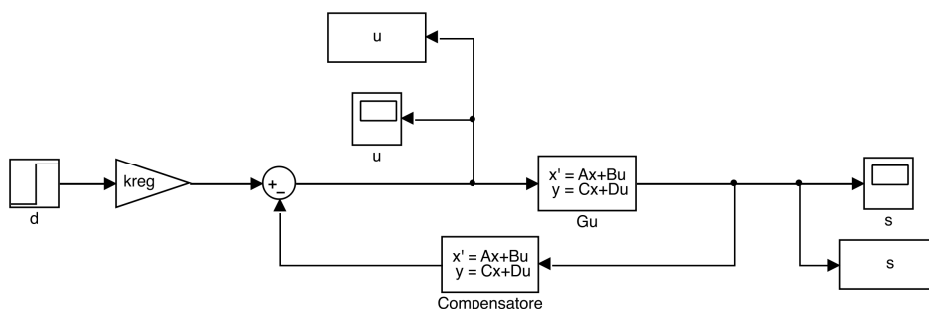 u
u
d
kreg
+
−
x' = Ax+Bu
y = Cx+Du
Gu
s
s
x' = Ax+Bu
y = Cx+Du
Compensatore